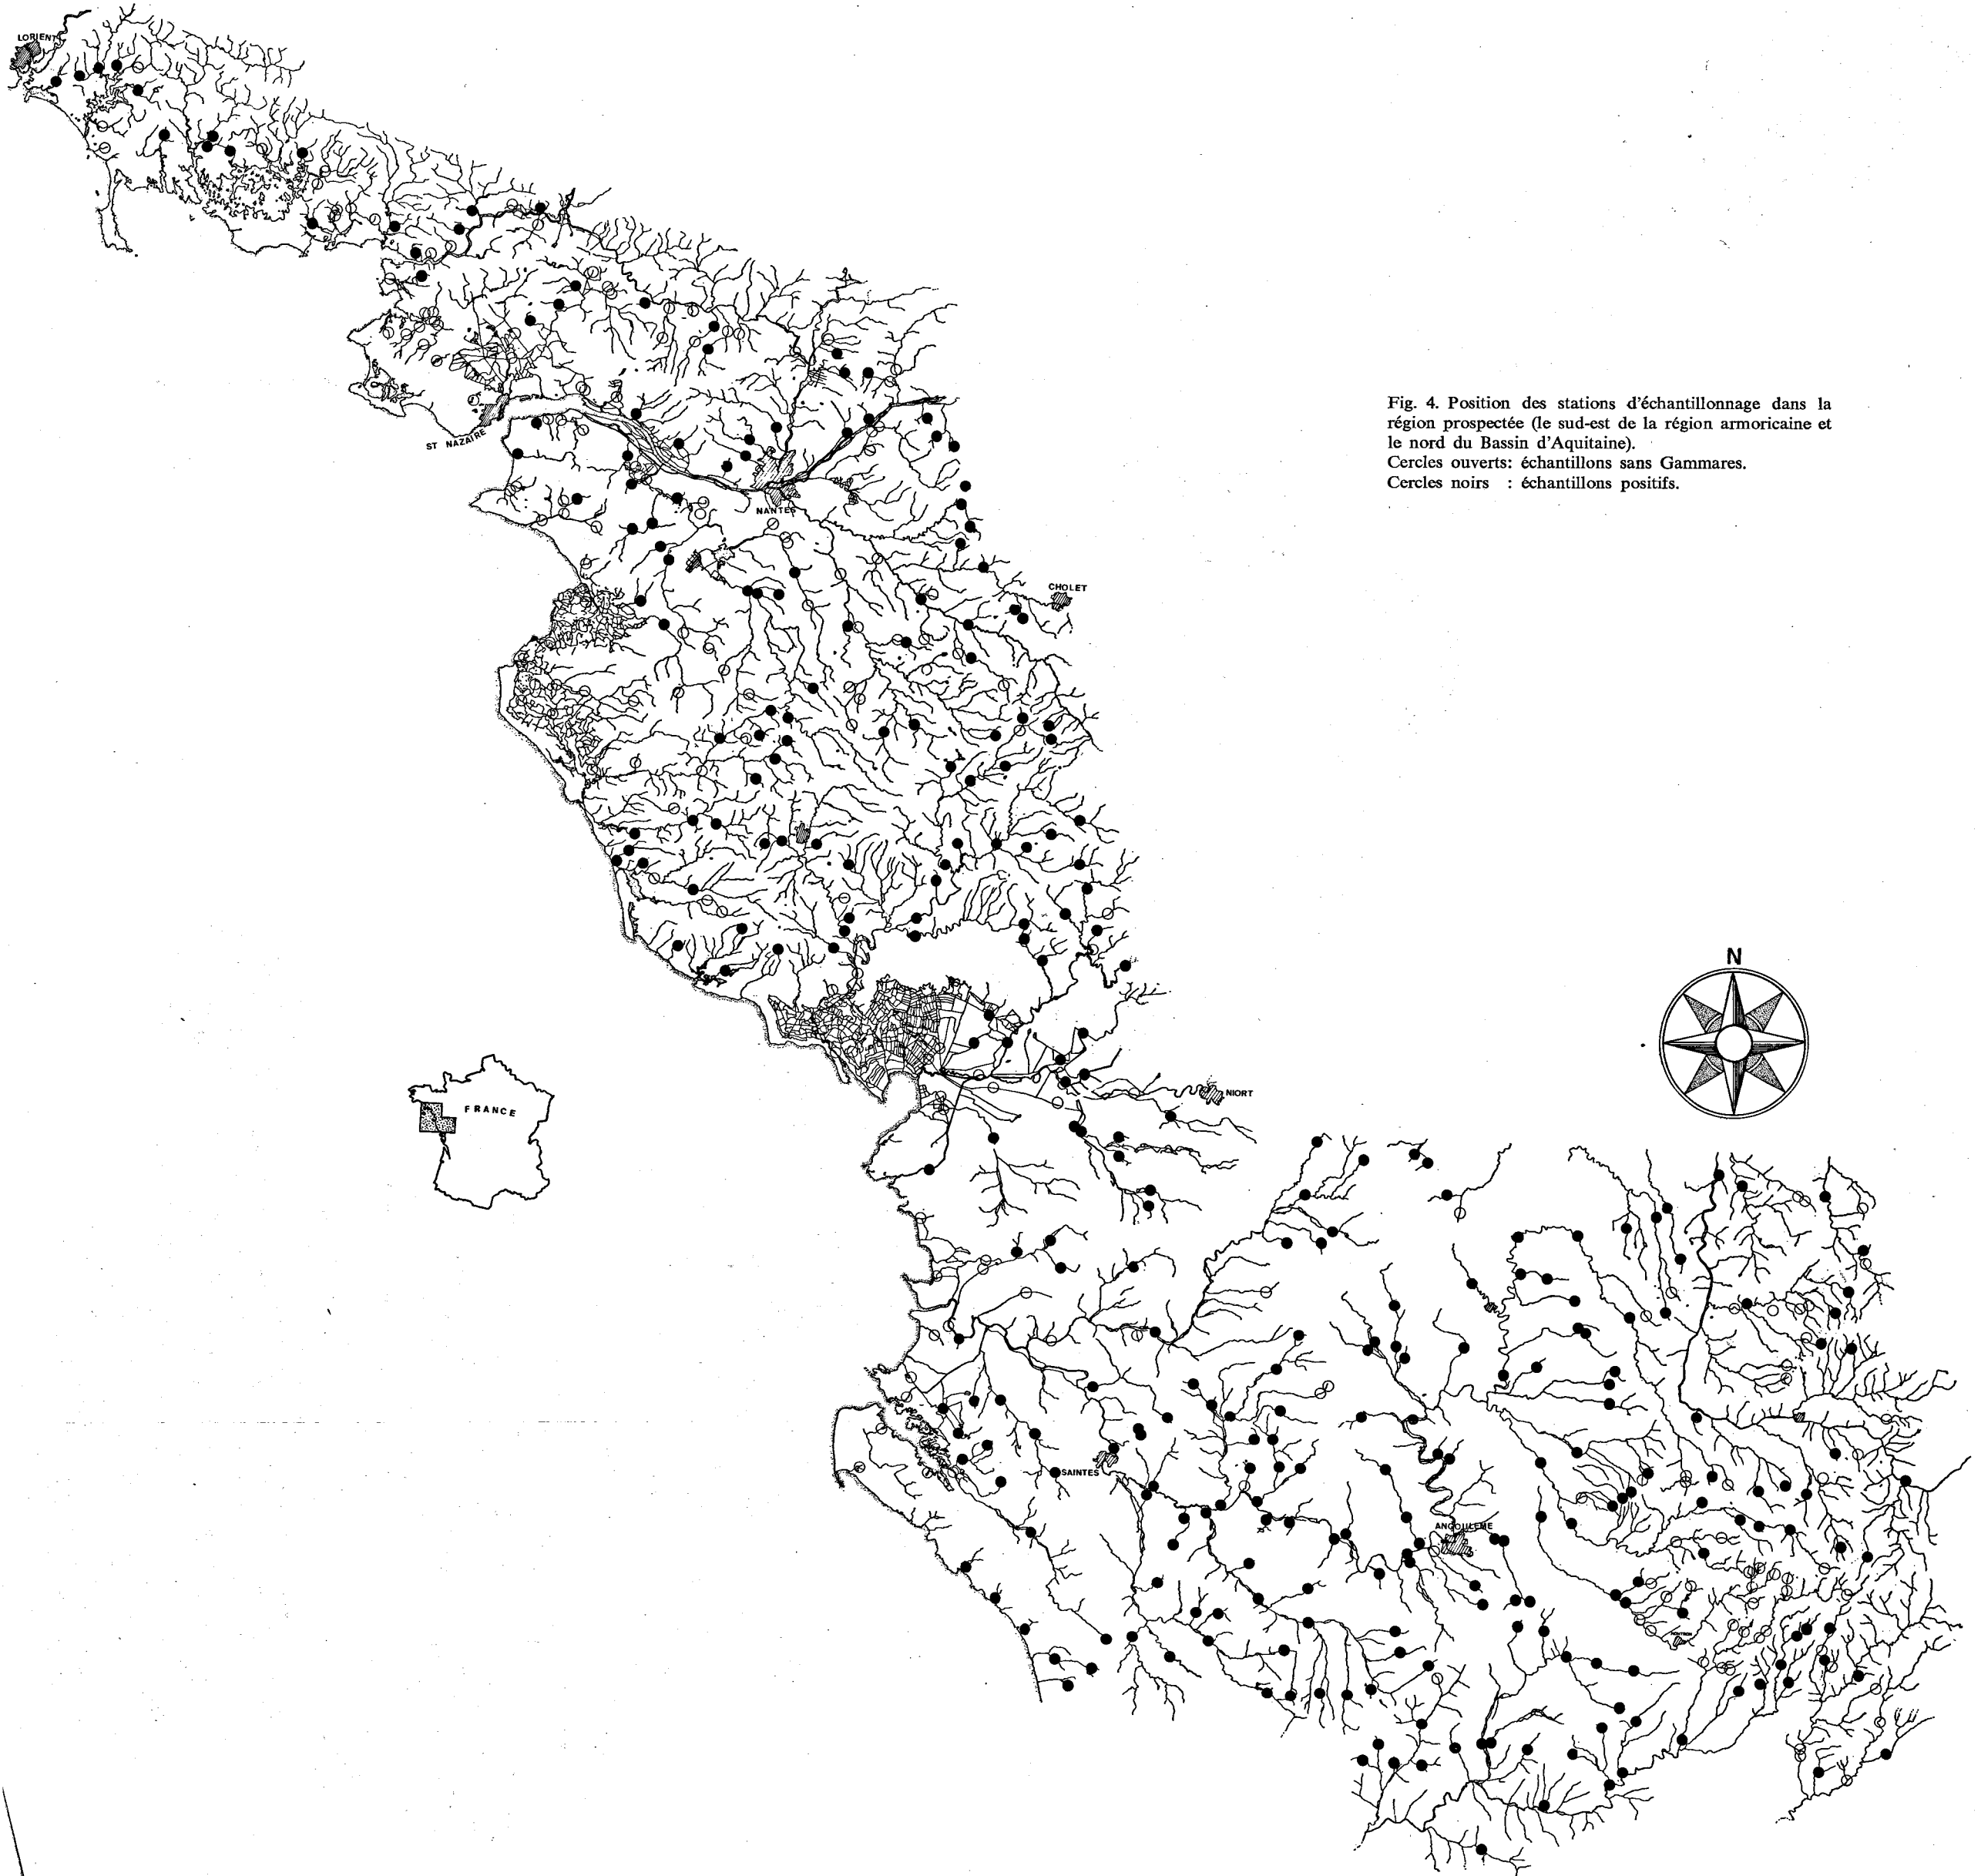 LORIENT
ST NAZAIRE
NANTES
CHOLET
Fig. 4. Position des stations d'échantillonnage dans la
région prospectée (le sud-est de la région armoricaine et
le nord du Bassin d'Aquitaine).
Cercles ouverts: échantillons sans Gammares.
Cercles noirs : échantillons positifs.
N
FRANCE
NIORT
SAINTES
ANGOULEME